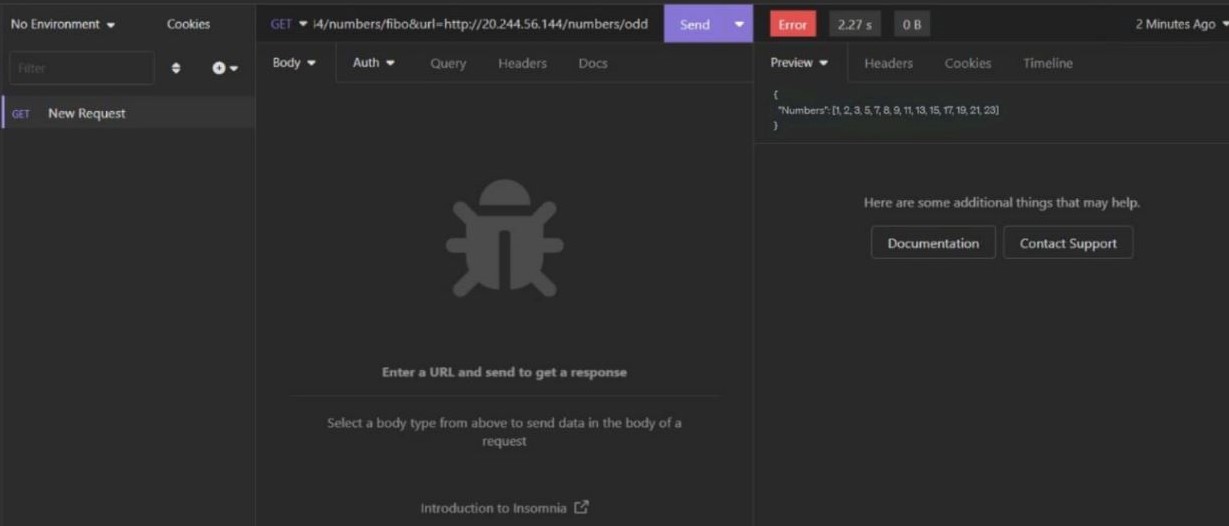 No Environment
Cookies
GET
!4/numbers/fibo&url=http://20.244.56.144/numbers/odd
Send
Error
2.27 s
0 B
2 Minutes Ago
Filter
Body
Auth
Query
Headers
Docs
Preview
Headers
Cookies
Timeline
GET
New Request
{
"Numbers": [1, 2, 3, 5, 7, 8, 9, 11, 13, 15, 17, 19, 21, 23]
}
Here are some additional things that may help.
Documentation
Contact Support
Enter a URL and send to get a response
Select a body type from above to send data in the body of a
request
Introduction to Insomnia